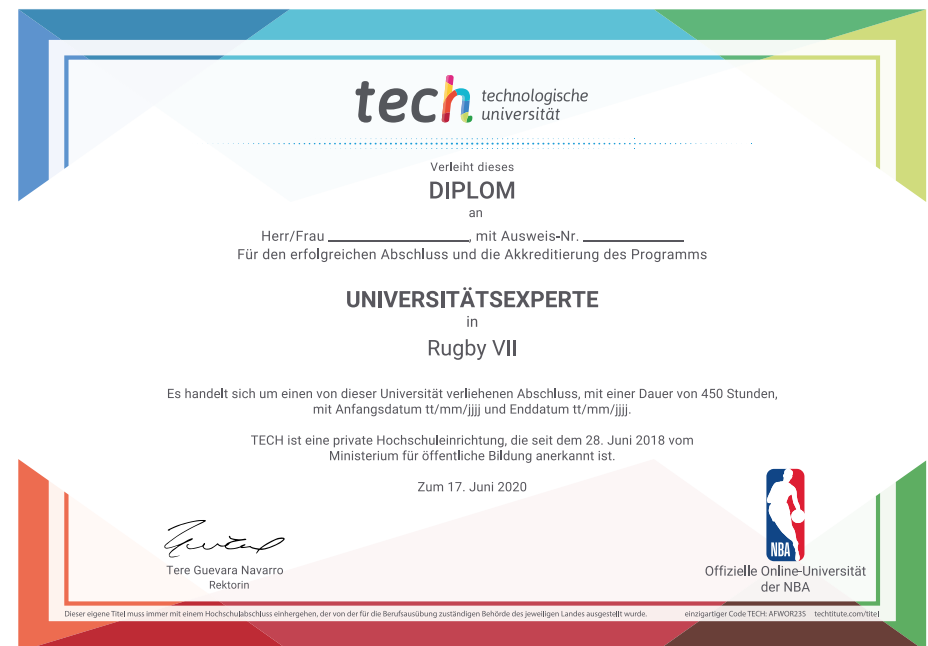 tech technologische
universität
Verleiht dieses
DIPLOM
an
Herr/Frau ____________, mit Ausweis-Nr. ____________
Für den erfolgreichen Abschluss und die Akkreditierung des Programms
UNIVERSITÄTSEXPERTE
in
Rugby VII
Es handelt sich um einen von dieser Universität verliehenen Abschluss, mit einer Dauer von 450 Stunden,
mit Anfangsdatum tt/mm/jjjj und Enddatum tt/mm/jjjj.
TECH ist eine private Hochschuleinrichtung, die seit dem 28. Juni 2018 vom
Ministerium für öffentliche Bildung anerkannt ist.
Zum 17. Juni 2020
Tere Guevara Navarro
Rektorin
NBA
Offizielle Online-Universität
der NBA
Dieser eigene Titel muss immer mit einem Hochschulabschluss einhergehen, der von der für die Berufsausübung zuständigen Behörde des jeweiligen Landes ausgestellt wurde. einzigartiger Code TECH: AFWOR235 techtitute.com/titel